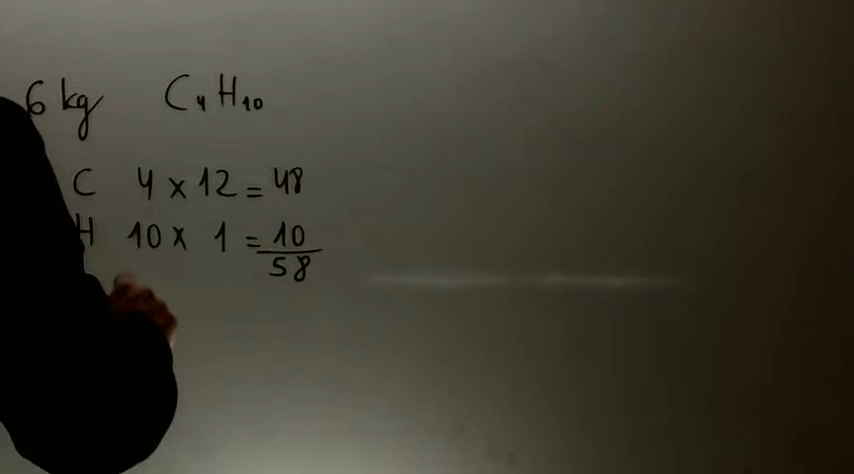 6 kg C₄H₁₀
C 4 × 12 = 48
H 10 × 1 = 10
58